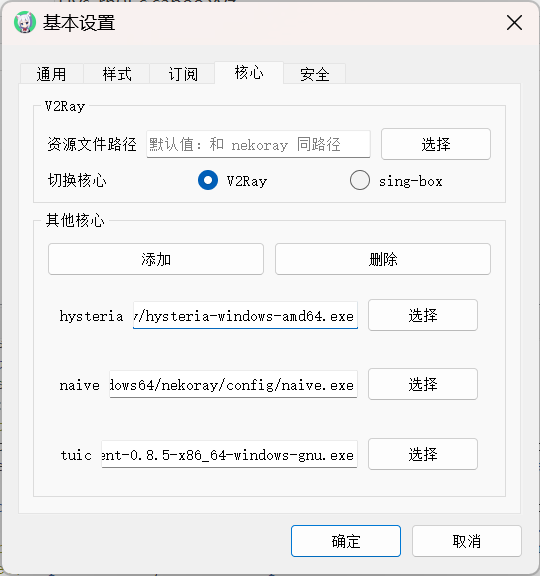 基本设置
通用 样式 订阅 核心 安全
V2Ray
资源文件路径 默认值：和 nekoray 同路径 选择
切换核心 V2Ray sing-box
其他核心
添加 删除
hysteria y/hysteria-windows-amd64.exe 选择
naive dows64/nekoray/config/naive.exe 选择
tuic ent-0.8.5-x86_64-windows-gnu.exe 选择
确定 取消